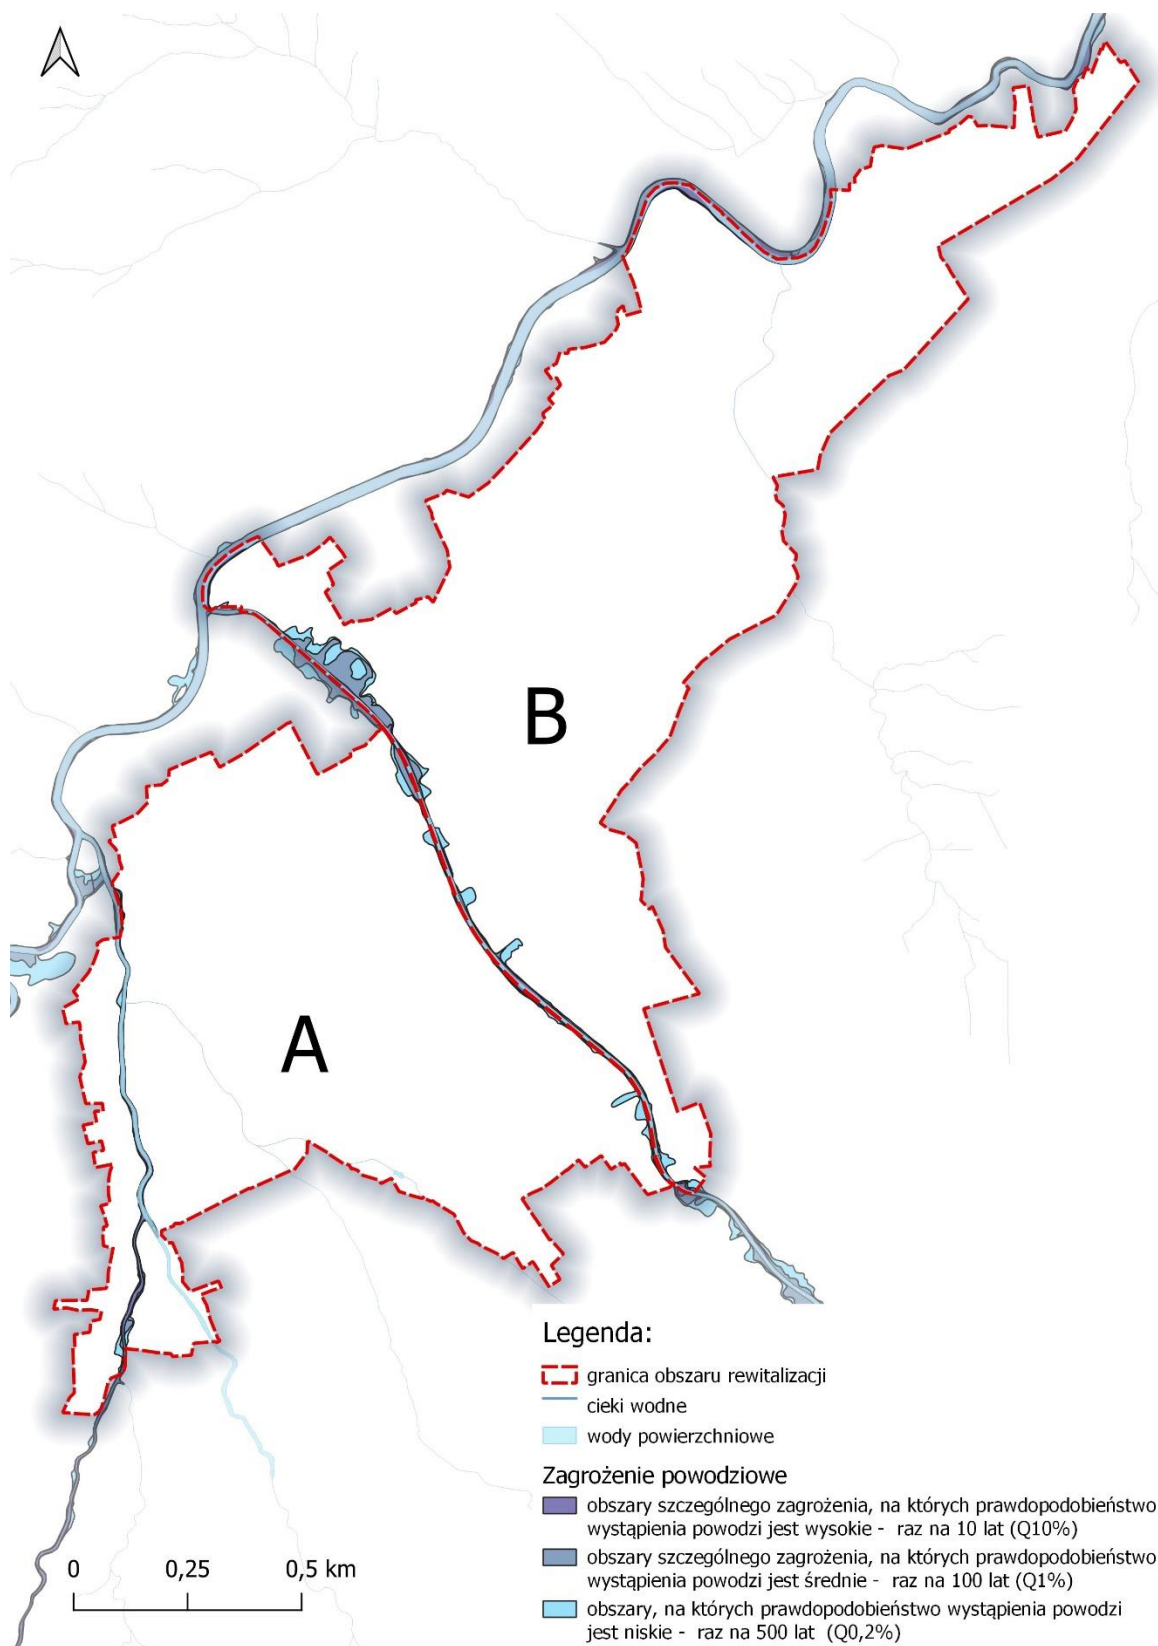 B
A
Legenda:
granica obszaru rewitalizacji
cieki wodne
wody powierzchniowe
Zagrożenie powodziowe
obszary szczególnego zagrożenia, na których prawdopodobieństwo
wystąpienia powodzi jest wysokie - raz na 10 lat (Q10%)
obszary szczególnego zagrożenia, na których prawdopodobieństwo
wystąpienia powodzi jest średnie - raz na 100 lat (Q1%)
obszary, na których prawdopodobieństwo wystąpienia powodzi
jest niskie - raz na 500 lat (Q0,2%)
0 0,25 0,5 km